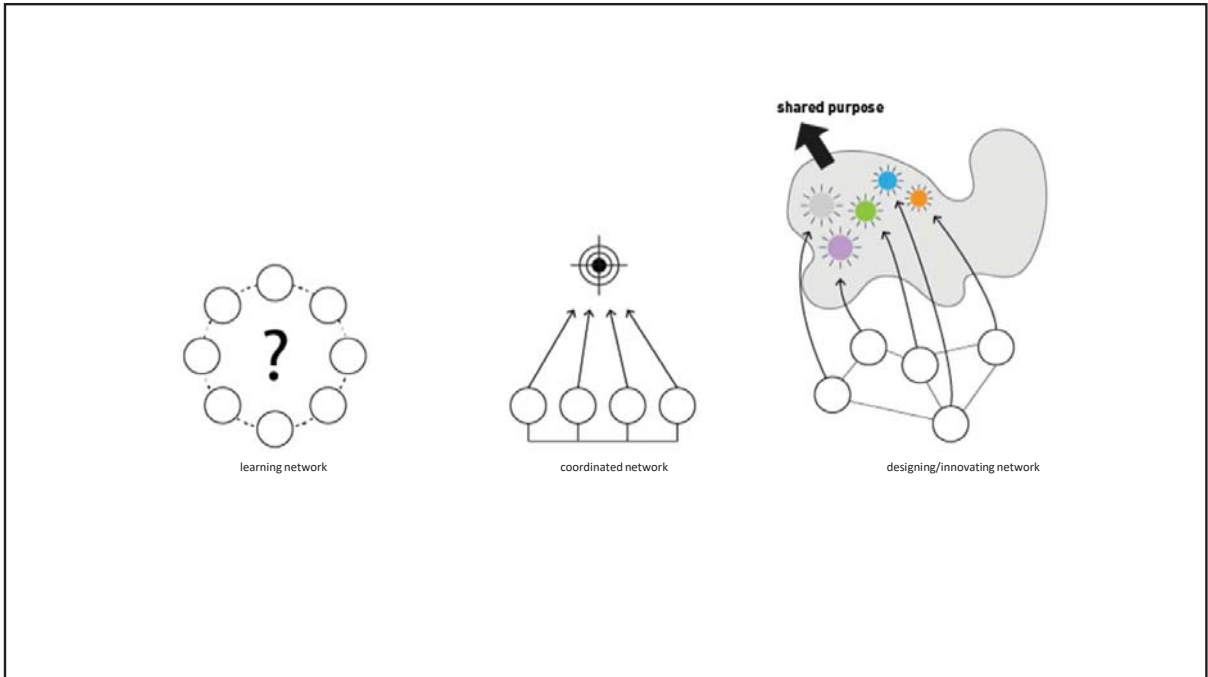 shared purpose
?
learning network
coordinated network
designing/innovating network